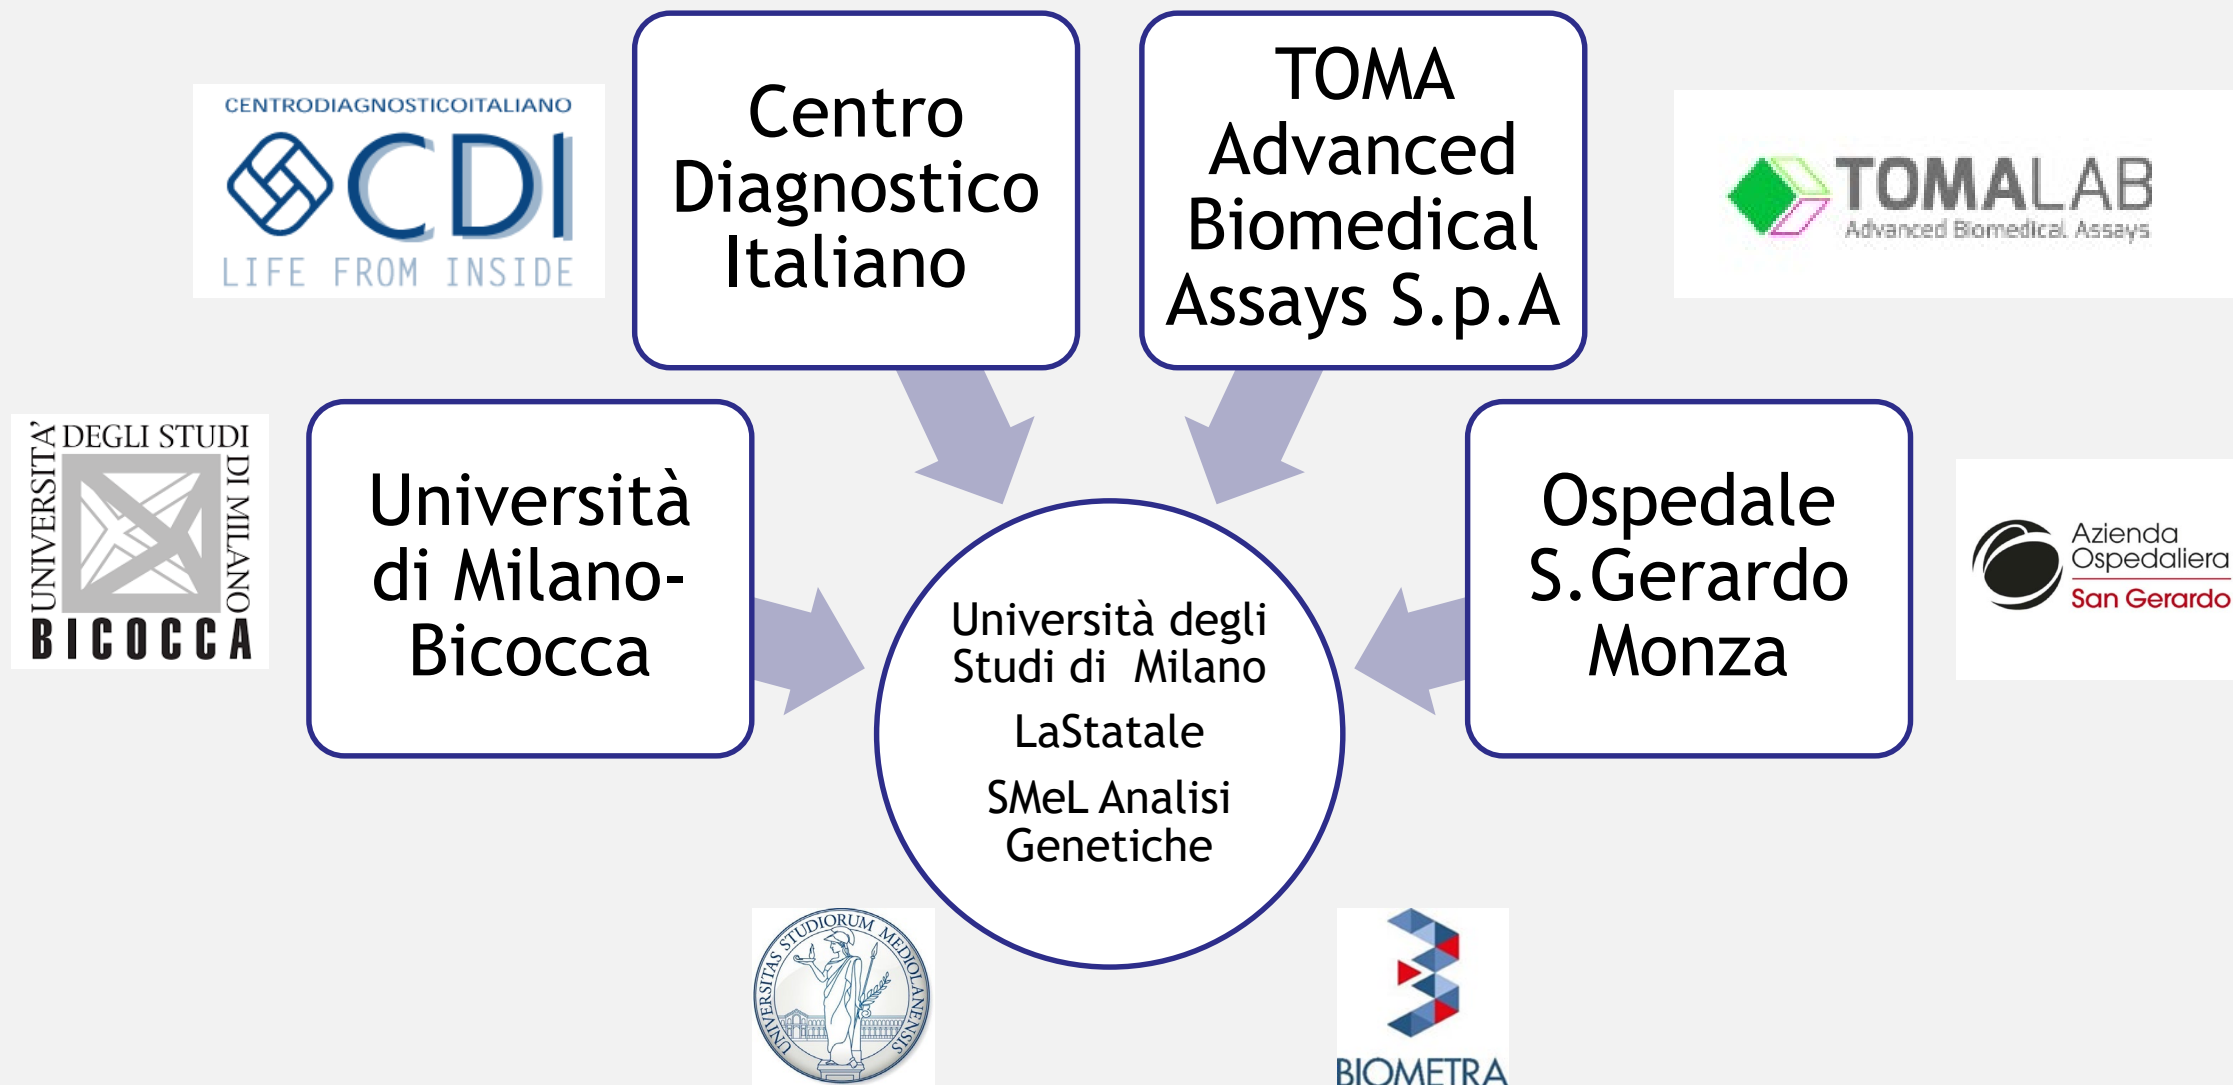 CENTRODIAGNOSTICOITALIANO
CDI
LIFE FROM INSIDE
Centro
Diagnostico
Italiano
TOMA
Advanced
Biomedical
Assays S.p.A
TOMALAB
Advanced Biomedical Assays
UNIVERSITA' DEGLI STUDI DI MILANO
BICOCCA
Università
di Milano-
Bicocca
Università degli
Studi di Milano
LaStatale
SMeL Analisi
Genetiche
Ospedale
S.Gerardo
Monza
Azienda
Ospedaliera
San Gerardo
UNIVERSITAS STUDIORUM MEDIOLANENSIS
BIOMETRA